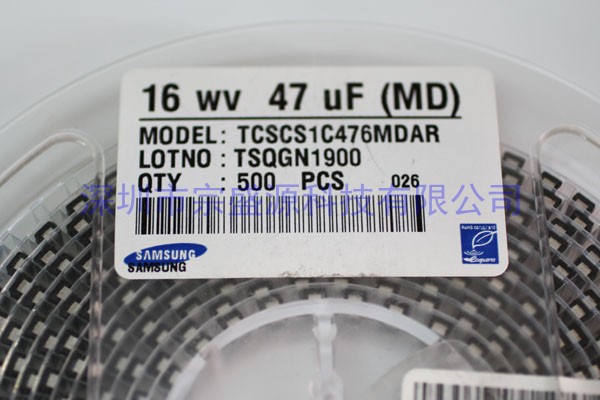 16 WV 47 uF (MD)
MODEL : TCSCS1C476MDAR
LOTNO : TSQGN1900
QTY : 500 PCS 026
深圳市宗盛源科技有限公司
SAMSUNG
SAMSUNG